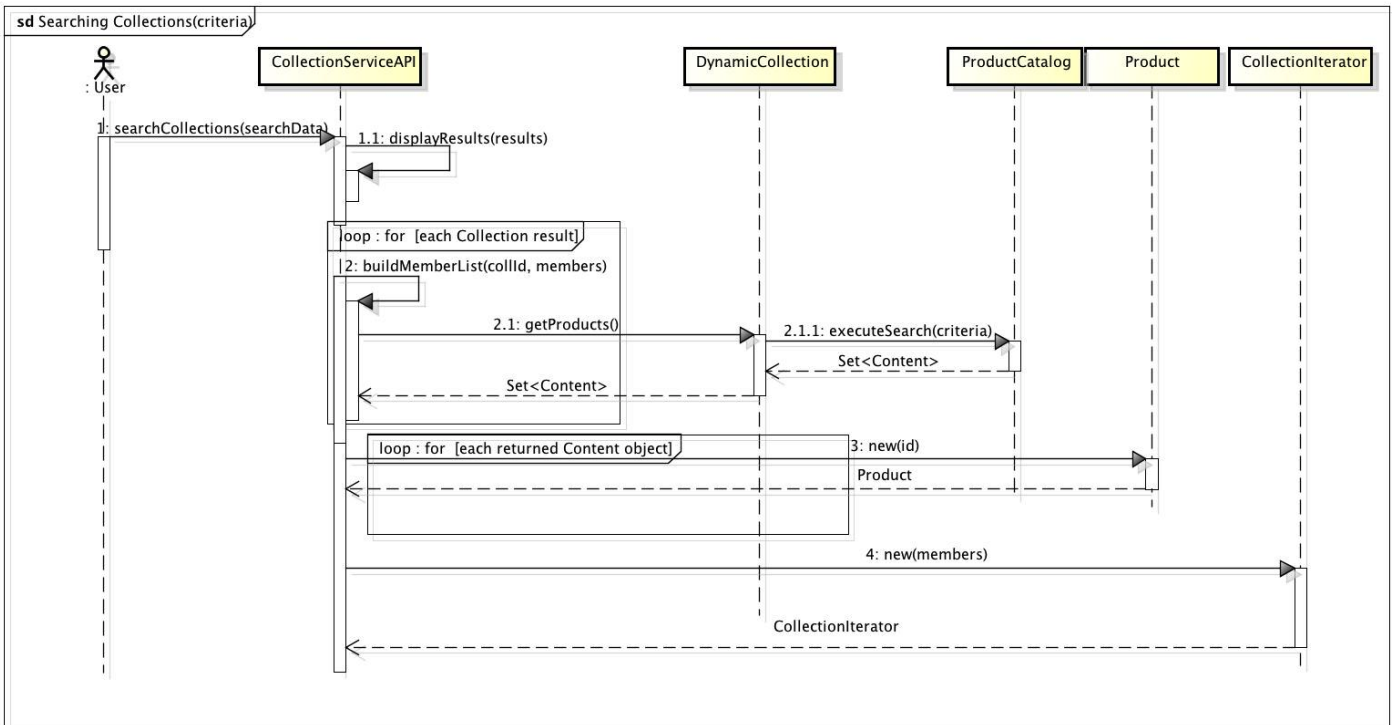 sd Searching Collections(criteria)
: User
CollectionServiceAPI
DynamicCollection
ProductCatalog
Product
CollectionIterator
1: searchCollections(searchData)
1.1: displayResults(results)
loop : for [each Collection result]
2: buildMemberList(collId, members)
2.1: getProducts()
2.1.1: executeSearch(criteria)
Set<Content>
Set<Content>
loop : for [each returned Content object]
3: new(id)
Product
4: new(members)
CollectionIterator